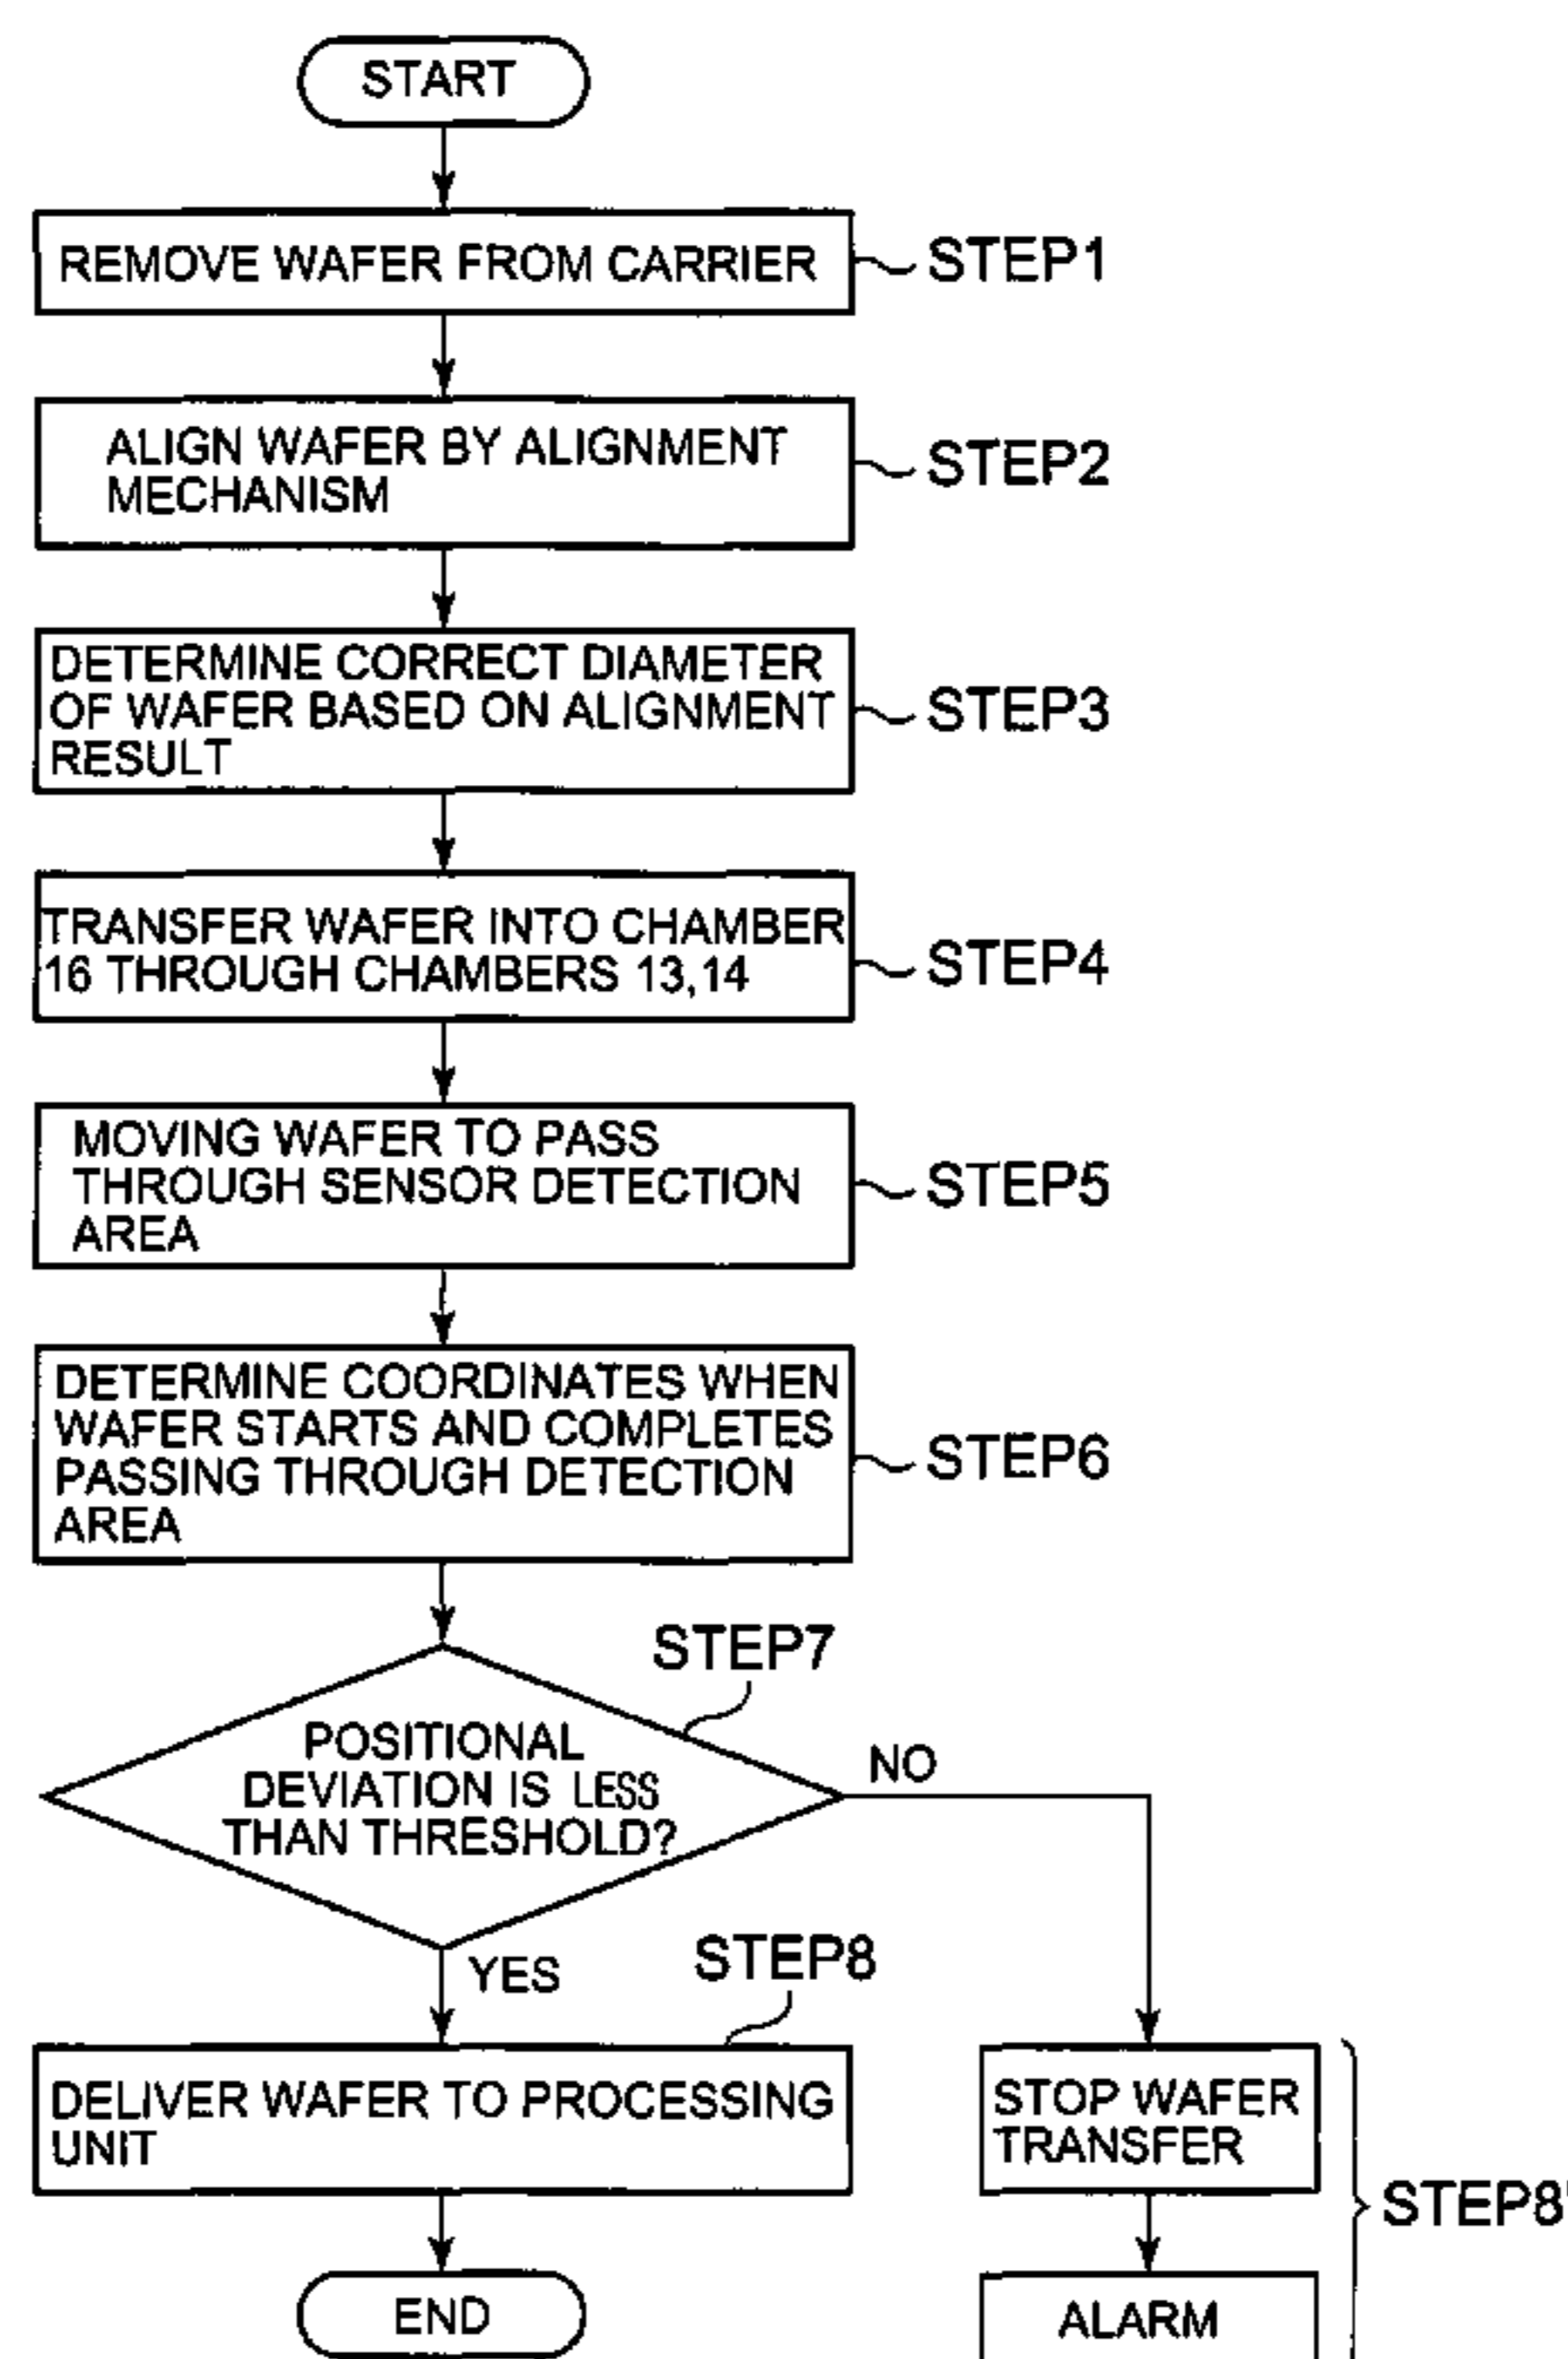 START
REMOVE WAFER FROM CARRIER
STEP1
ALIGN WAFER BY ALIGNMENT
MECHANISM
STEP2
DETERMINE CORRECT DIAMETER
OF WAFER BASED ON ALIGNMENT
RESULT
STEP3
TRANSFER WAFER INTO CHAMBER
16 THROUGH CHAMBERS 13,14
STEP4
MOVING WAFER TO PASS
THROUGH SENSOR DETECTION
AREA
STEP5
DETERMINE COORDINATES WHEN
WAFER STARTS AND COMPLETES
PASSING THROUGH DETECTION
AREA
STEP6
STEP7
POSITIONAL
DEVIATION IS LESS
THAN THRESHOLD?
NO
YES
STEP8
DELIVER WAFER TO PROCESSING
UNIT
STOP WAFER
TRANSFER
STEP8'
END
ALARM